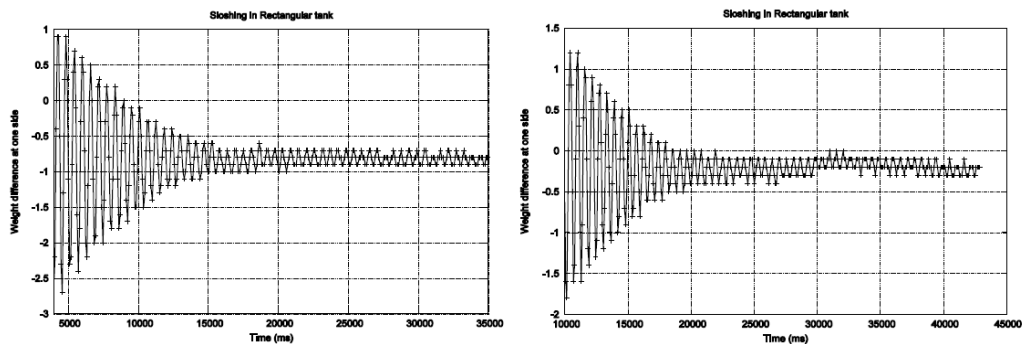 Sloshing in Rectangular tank
Weight difference at one side
1
0.5
0
-0.5
-1
-1.5
-2
-2.5
-3
5000 10000 15000 20000 25000 30000 35000
Time (ms)
Sloshing in Rectangular tank
Weight difference at one side
1.5
1
0.5
0
-0.5
-1
-1.5
-2
10000 15000 20000 25000 30000 35000 40000 45000
Time (ms)